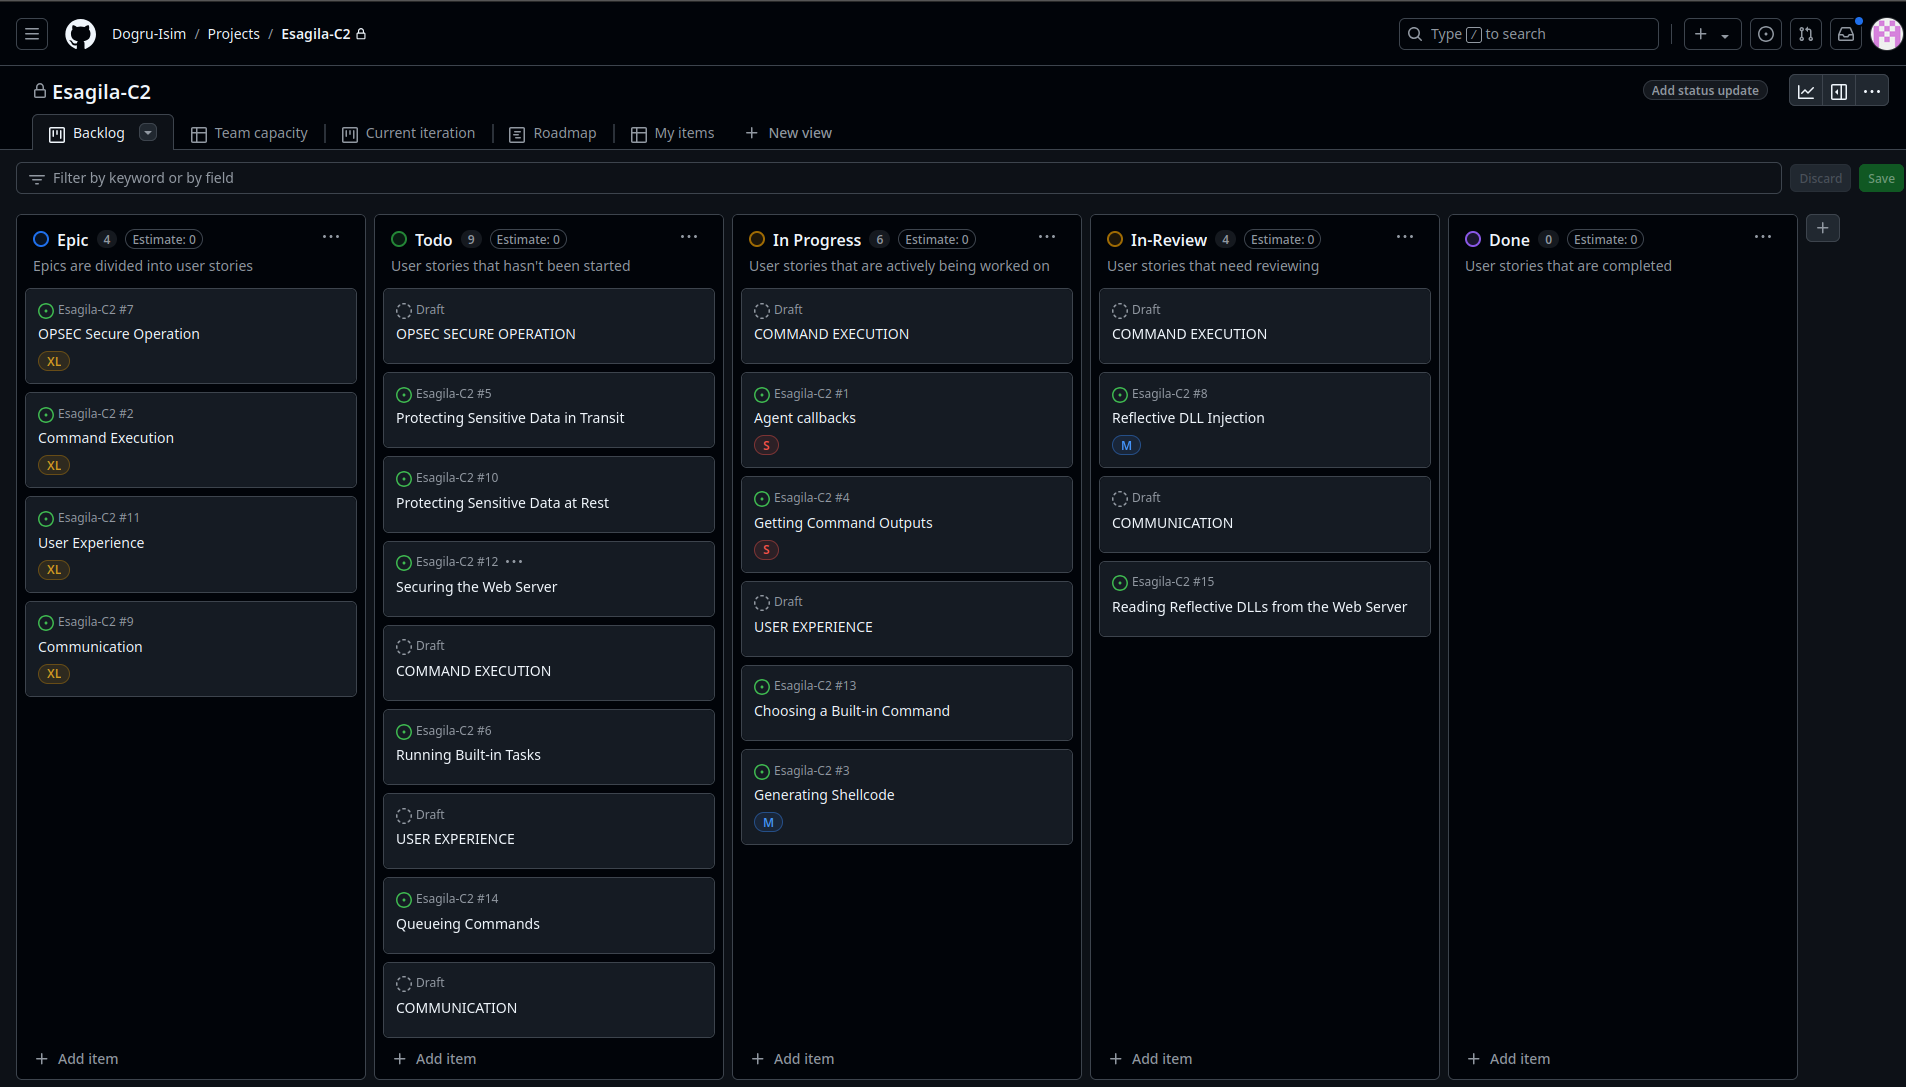 Dogru-Isim / Projects / Esagila-C2
Type / to search
Esagila-C2
Add status update
Backlog
Team capacity
Current iteration
Roadmap
My items
New view
Filter by keyword or by field
Discard
Save
Epic 4 Estimate: 0
Epics are divided into user stories
Esagila-C2 #7
OPSEC Secure Operation
XL
Esagila-C2 #2
Command Execution
XL
Esagila-C2 #11
User Experience
XL
Esagila-C2 #9
Communication
XL
Add item
Todo 9 Estimate: 0
User stories that hasn't been started
Draft
OPSEC SECURE OPERATION
Esagila-C2 #5
Protecting Sensitive Data in Transit
Esagila-C2 #10
Protecting Sensitive Data at Rest
Esagila-C2 #12
Securing the Web Server
Draft
COMMAND EXECUTION
Esagila-C2 #6
Running Built-in Tasks
Draft
USER EXPERIENCE
Esagila-C2 #14
Queueing Commands
Draft
COMMUNICATION
Add item
In Progress 6 Estimate: 0
User stories that are actively being worked on
Draft
COMMAND EXECUTION
Esagila-C2 #1
Agent callbacks
S
Esagila-C2 #4
Getting Command Outputs
S
Draft
USER EXPERIENCE
Esagila-C2 #13
Choosing a Built-in Command
Esagila-C2 #3
Generating Shellcode
M
Add item
In-Review 4 Estimate: 0
User stories that need reviewing
Draft
COMMAND EXECUTION
Esagila-C2 #8
Reflective DLL Injection
M
Draft
COMMUNICATION
Esagila-C2 #15
Reading Reflective DLLs from the Web Server
Add item
Done 0 Estimate: 0
User stories that are completed
Add item